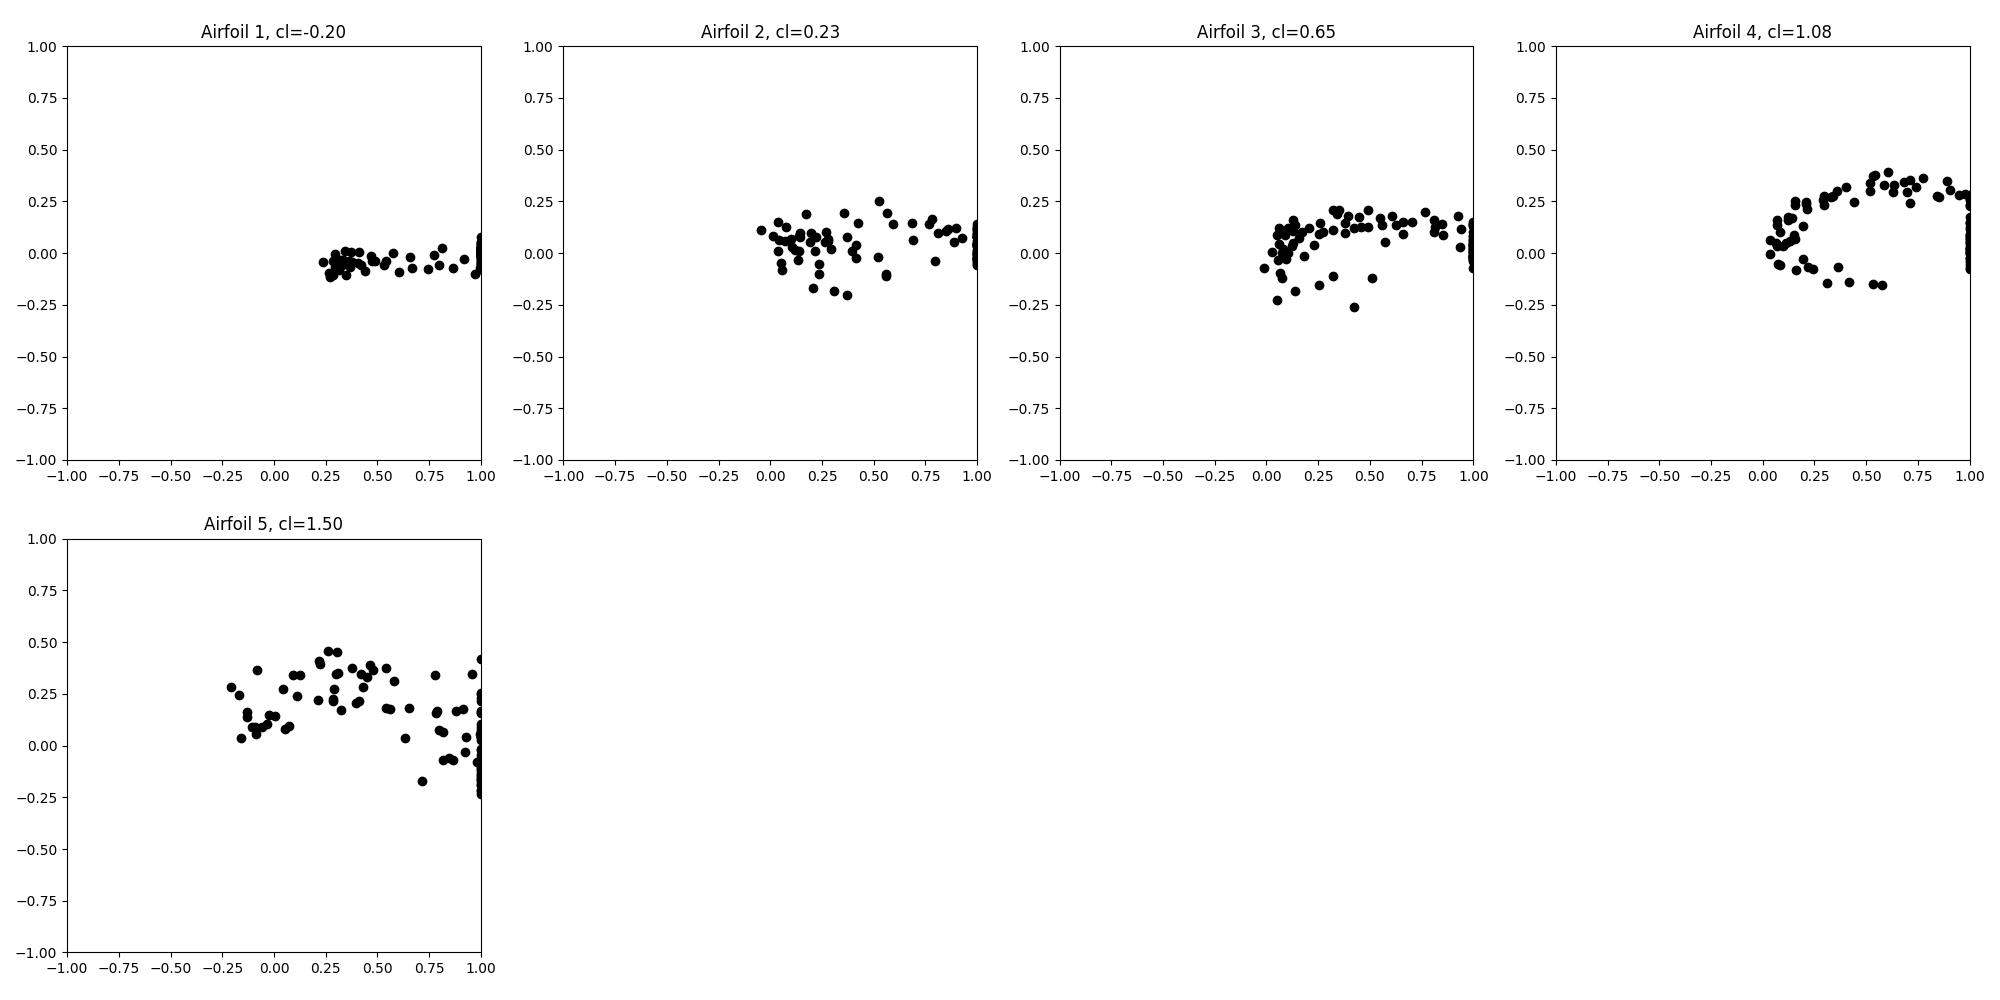 Airfoil 1, cl=-0.20
Airfoil 2, cl=0.23
Airfoil 3, cl=0.65
Airfoil 4, cl=1.08
1.00 1.00 1.00 1.00
0.75 0.75 0.75 0.75
0.50 0.50 0.50 0.50
0.25 0.25 0.25 0.25
0.00 0.00 0.00 0.00
−0.25 −0.25 −0.25 −0.25
−0.50 −0.50 −0.50 −0.50
−0.75 −0.75 −0.75 −0.75
−1.00 −1.00 −1.00 −1.00
−1.00 −0.75 −0.50 −0.25 0.00 0.25 0.50 0.75 1.00
−1.00 −0.75 −0.50 −0.25 0.00 0.25 0.50 0.75 1.00
−1.00 −0.75 −0.50 −0.25 0.00 0.25 0.50 0.75 1.00
−1.00 −0.75 −0.50 −0.25 0.00 0.25 0.50 0.75 1.00
Airfoil 5, cl=1.50
1.00
0.75
0.50
0.25
0.00
−0.25
−0.50
−0.75
−1.00
−1.00 −0.75 −0.50 −0.25 0.00 0.25 0.50 0.75 1.00